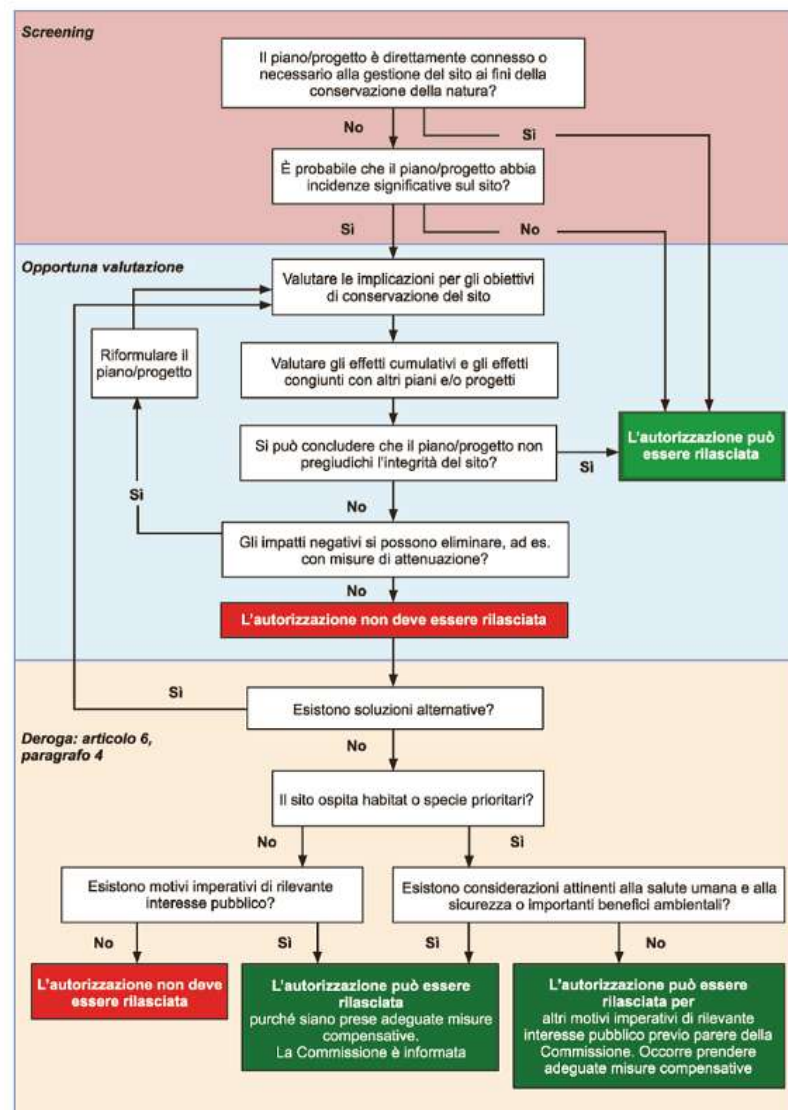 Screening
Il piano/progetto è direttamente connesso o
necessario alla gestione del sito ai fini della
conservazione della natura?
No
Sì
È probabile che il piano/progetto abbia
incidenze significative sul sito?
Sì
No
Opportuna valutazione
Valutare le implicazioni per gli obiettivi
di conservazione del sito
Riformulare il
piano/progetto
Valutare gli effetti cumulativi e gli effetti
congiunti con altri piani e/o progetti
L'autorizzazione può
essere rilasciata
Si può concludere che il piano/progetto non
pregiudichi l'integrità del sito?
Sì
Sì
No
Gli impatti negativi si possono eliminare, ad es.
con misure di attenuazione?
No
L'autorizzazione non deve essere rilasciata
Sì
Esistono soluzioni alternative?
Deroga: articolo 6,
paragrafo 4
No
Il sito ospita habitat o specie prioritari?
No
Sì
Esistono motivi imperativi di rilevante
interesse pubblico?
Esistono considerazioni attinenti alla salute umana e alla
sicurezza o importanti benefici ambientali?
No
Sì
Sì
No
L'autorizzazione non deve
essere rilasciata
L'autorizzazione può essere
rilasciata
purché siano prese adeguate misure
compensative.
La Commissione è informata
L'autorizzazione può essere
rilasciata per
altri motivi imperativi di rilevante
interesse pubblico previo parere della
Commissione. Occorre prendere
adeguate misure compensative